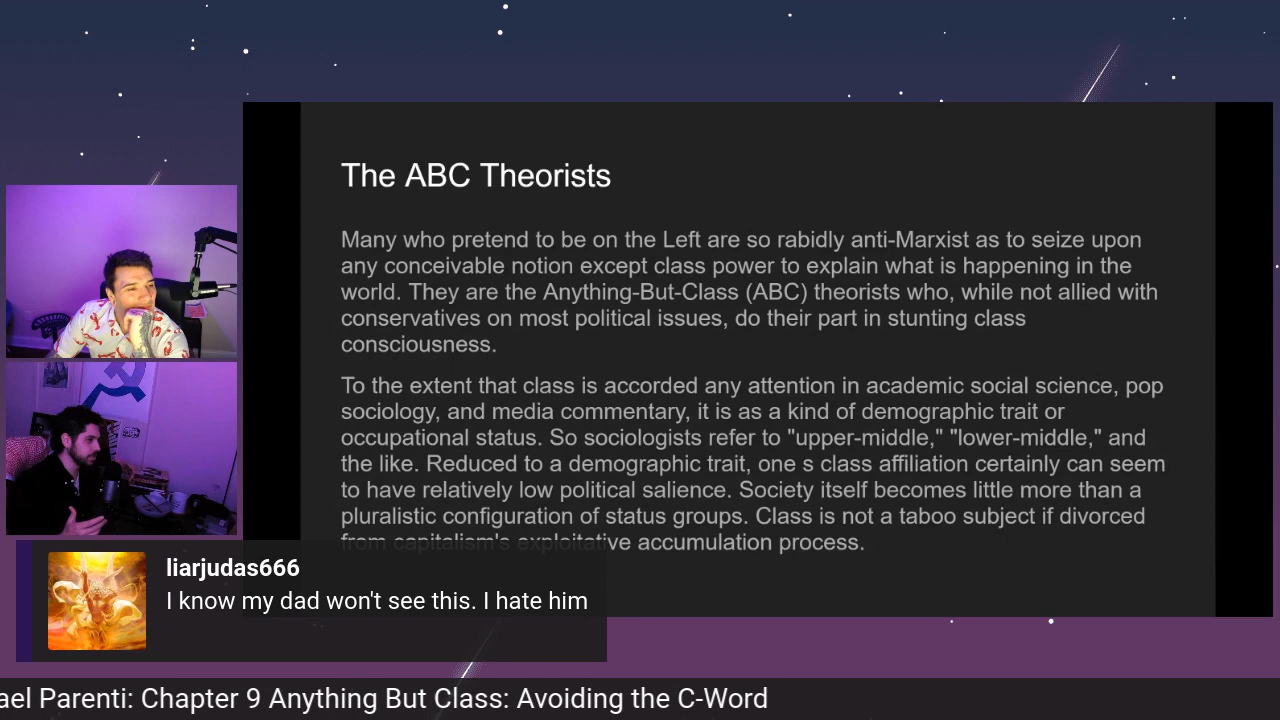 The ABC Theorists
Many who pretend to be on the Left are so rabidly anti-Marxist as to seize upon
any conceivable notion except class power to explain what is happening in the
world. They are the Anything-But-Class (ABC) theorists who, while not allied with
conservatives on most political issues, do their part in stunting class
consciousness.
To the extent that class is accorded any attention in academic social science, pop
sociology, and media commentary, it is as a kind of demographic trait or
occupational status. So sociologists refer to "upper-middle," "lower-middle," and
the like. Reduced to a demographic trait, one s class affiliation certainly can seem
to have relatively low political salience. Society itself becomes little more than a
pluralistic configuration of status groups. Class is not a taboo subject if divorced
from capitalism's exploitative accumulation process.
liarjudas666
I know my dad won't see this. I hate him
ael Parenti: Chapter 9 Anything But Class: Avoiding the C-Word